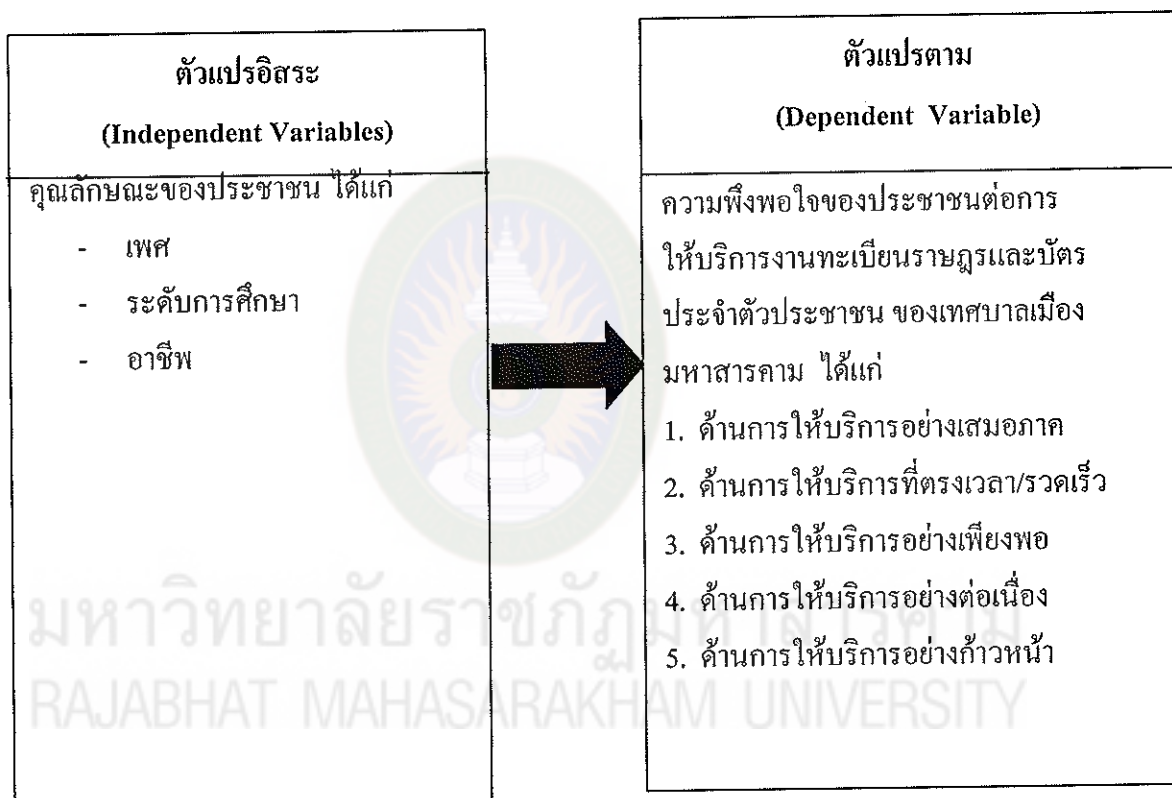 ตัวแปรอิสระ
(Independent Variables)
คุณลักษณะของประชาชน ได้แก่
- เพศ
- ระดับการศึกษา
- อาชีพ
ตัวแปรตาม
(Dependent Variable)
ความพึงพอใจของประชาชนต่อการ
ให้บริการงานทะเบียนราษฎรและบัตร
ประจำตัวประชาชน ของเทศบาลเมือง
มหาสารคาม ได้แก่
1. ด้านการให้บริการอย่างเสมอภาค
2. ด้านการให้บริการที่ตรงเวลา/รวดเร็ว
3. ด้านการให้บริการอย่างเพียงพอ
4. ด้านการให้บริการอย่างต่อเนื่อง
5. ด้านการให้บริการอย่างก้าวหน้า
มหาวิทยาลัยราชภัฏมหาสารคาม
RAJABHAT MAHASARAKHAM UNIVERSITY